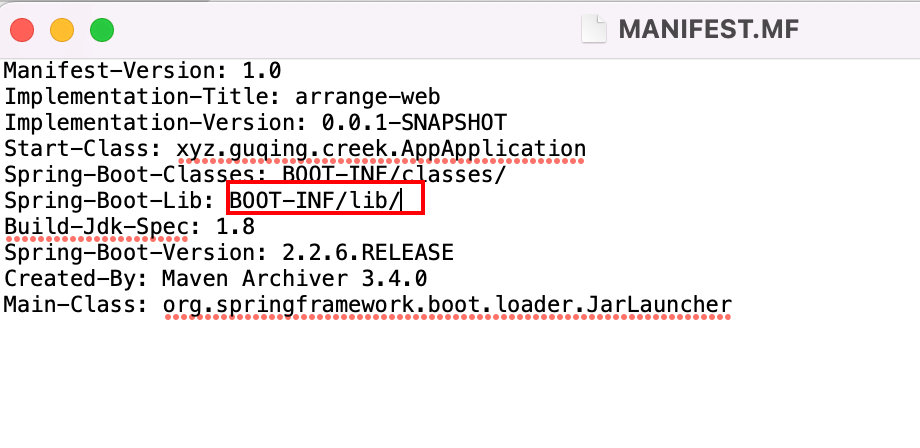 MANIFEST.MF
Manifest-Version: 1.0
Implementation-Title: arrange-web
Implementation-Version: 0.0.1-SNAPSHOT
Start-Class: xyz.guqing.creek.AppApplication
Spring-Boot-Classes: BOOT-INF/classes/
Spring-Boot-Lib: BOOT-INF/lib/
Build-Jdk-Spec: 1.8
Spring-Boot-Version: 2.2.6.RELEASE
Created-By: Maven Archiver 3.4.0
Main-Class: org.springframework.boot.loader.JarLauncher